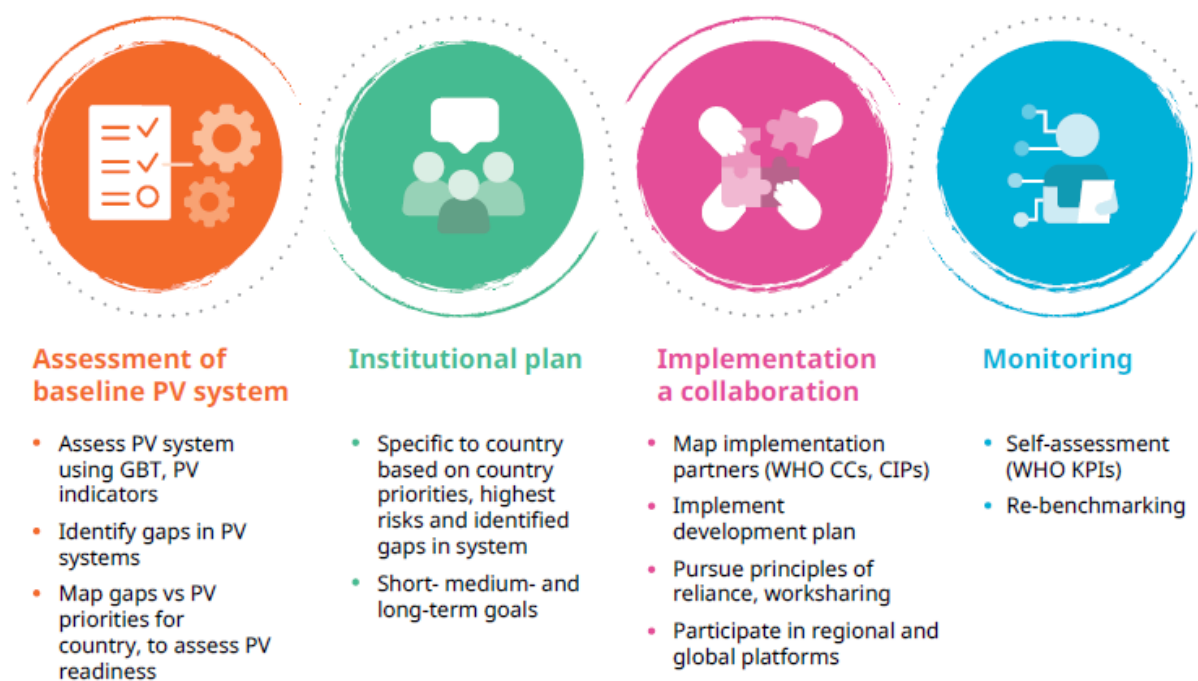 Assessment of
baseline PV system
• Assess PV system
using GBT, PV
indicators
• Identify gaps in PV
systems
• Map gaps vs PV
priorities for
country, to assess PV
readiness
Institutional plan
• Specific to country
based on country
priorities, highest
risks and identified
gaps in system
• Short- medium- and
long-term goals
Implementation
a collaboration
• Map implementation
partners (WHO CCs, CIPs)
• Implement
development plan
• Pursue principles of
reliance, worksharing
• Participate in regional and
global platforms
Monitoring
• Self-assessment
(WHO KPIs)
• Re-benchmarking